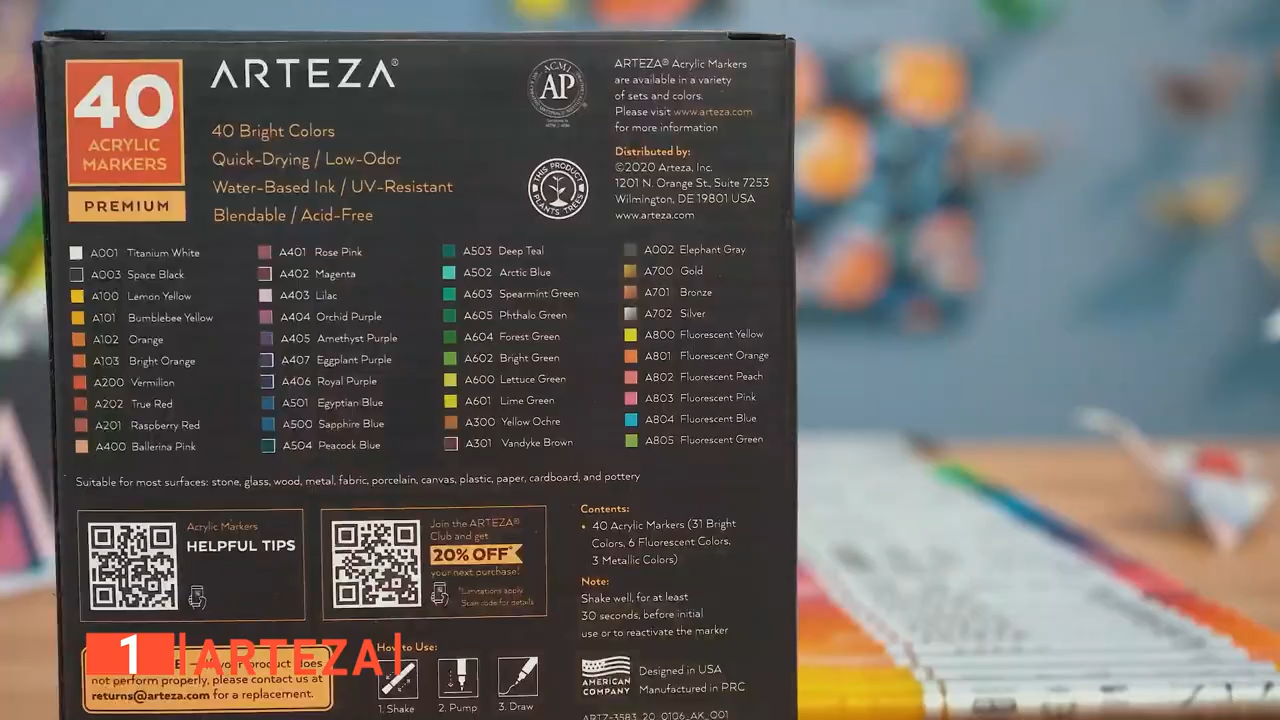 40
ACRYLIC
MARKERS
PREMIUM
ARTEZA®
40 Bright Colors
Quick-Drying / Low-Odor
Water-Based Ink / UV-Resistant
Blendable / Acid-Free
ACMI
AP
THIS PRODUCT
PLANTS TREES
ARTEZA® Acrylic Markers
are available in a variety
of sets and colors.
Please visit www.arteza.com
for more information
Distributed by:
©2020 Arteza, Inc.
1201 N. Orange St., Suite 7253
Wilmington, DE 19801 USA
www.arteza.com
A001 Titanium White
A003 Space Black
A100 Lemon Yellow
A101 Bumblebee Yellow
A102 Orange
A103 Bright Orange
A200 Vermilion
A202 True Red
A201 Raspberry Red
A400 Ballerina Pink
A401 Rose Pink
A402 Magenta
A403 Lilac
A404 Orchid Purple
A405 Amethyst Purple
A407 Eggplant Purple
A406 Royal Purple
A501 Egyptian Blue
A500 Sapphire Blue
A504 Peacock Blue
A503 Deep Teal
A502 Arctic Blue
A603 Spearmint Green
A605 Phthalo Green
A604 Forest Green
A602 Bright Green
A600 Lettuce Green
A601 Lime Green
A300 Yellow Ochre
A301 Vandyke Brown
A002 Elephant Gray
A700 Gold
A701 Bronze
A702 Silver
A800 Fluorescent Yellow
A801 Fluorescent Orange
A802 Fluorescent Peach
A803 Fluorescent Pink
A804 Fluorescent Blue
A805 Fluorescent Green
Suitable for most surfaces: stone, glass, wood, metal, fabric, porcelain, canvas, plastic, paper, cardboard, and pottery
Acrylic Markers
HELPFUL TIPS
Join the ARTEZA®
Club and get
20% OFF*
your next purchase!
*Limitations apply.
Scan code for details
Contents:
• 40 Acrylic Markers (31 Bright
Colors, 6 Fluorescent Colors,
3 Metallic Colors)
Note:
Shake well, for at least
30 seconds, before initial
use or to reactivate the marker
1 ARTEZA
your product does
not perform properly, please contact us at
returns@arteza.com for a replacement.
How to Use:
1. Shake
2. Pump
3. Draw
AMERICAN
COMPANY
Designed in USA
Manufactured in PRC
ARTZ-3583_20_0106_AK_001